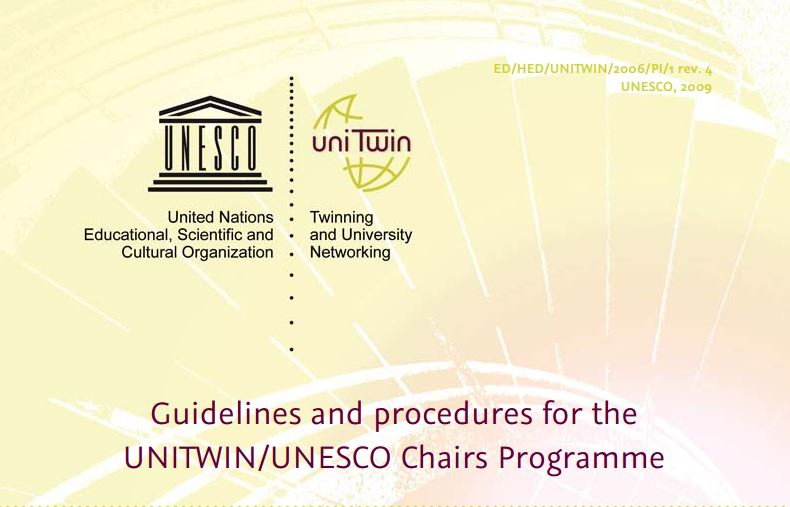 ED/HED/UNITWIN/2006/PI/1 rev. 4
UNESCO, 2009
UNESCO
uniTwin
United Nations
Educational, Scientific and
Cultural Organization
Twinning
and University
Networking
Guidelines and procedures for the
UNITWIN/UNESCO Chairs Programme